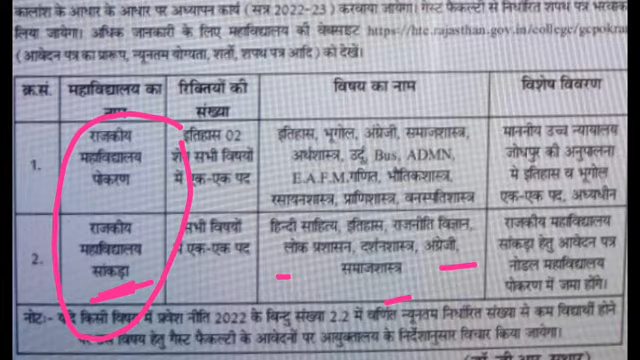 कालांश के आधार के आधार पर अध्यापन कार्य (सत्र 2022-23) करवाया जायेगा। गेस्ट फैकल्टी से निर्धारित शपथ पत्र भरवाकर
लिया जायेगा। अधिक जानकारी के लिए महाविद्यालय की वेबसाइट https://hte.rajasthan.gov.in/college/gcpokran
(आवेदन पत्र का प्रारूप, न्यूनतम योग्यता, शर्तो, शपथ पत्र आदि) को देखें।
क्र.सं. महाविद्यालय का नाम रिक्तियों की संख्या विषय का नाम विशेष विवरण
1.
राजकीय
महाविद्यालय
पोकरण
इतिहास 02
शेष सभी विषयों
में एक-एक पद
इतिहास, भूगोल, अंग्रेजी, समाजशास्त्र,
अर्थशास्त्र, उर्दू, Bus, ADMN,
E.A.F.M.गणित, भौतिकशास्त्र,
रसायनशास्त्र, प्राणिशास्त्र, वनस्पतिशास्त्र
माननीय उच्च न्यायालय
जोधपुर की अनुपालना
मे इतिहास व भूगोल
एक-एक पद, अध्यधीन
2.
राजकीय
महाविद्यालय
सांकड़ा
सभी विषयों
में एक-एक पद
हिन्दी साहित्य, इतिहास, राजनीति विज्ञान,
लोक प्रशासन, दर्शनशास्त्र, अंग्रेजी,
समाजशास्त्र
राजकीय महाविद्यालय
सांकड़ा हेतु आवेदन पत्र
नोडल महाविद्यालय
पोकरण में जमा होंगे।
नोट:- यदि किसी विषय में प्रवेश नीति 2022 के बिन्दु संख्या 2.2 में वर्णित न्यूनतम निर्धारित संख्या से कम विद्यार्थी होने
विषय हेतु गैस्ट फैकल्टी के आवेदनों पर आयुक्तालय के निर्देशानुसार विचार किया जायेगा।